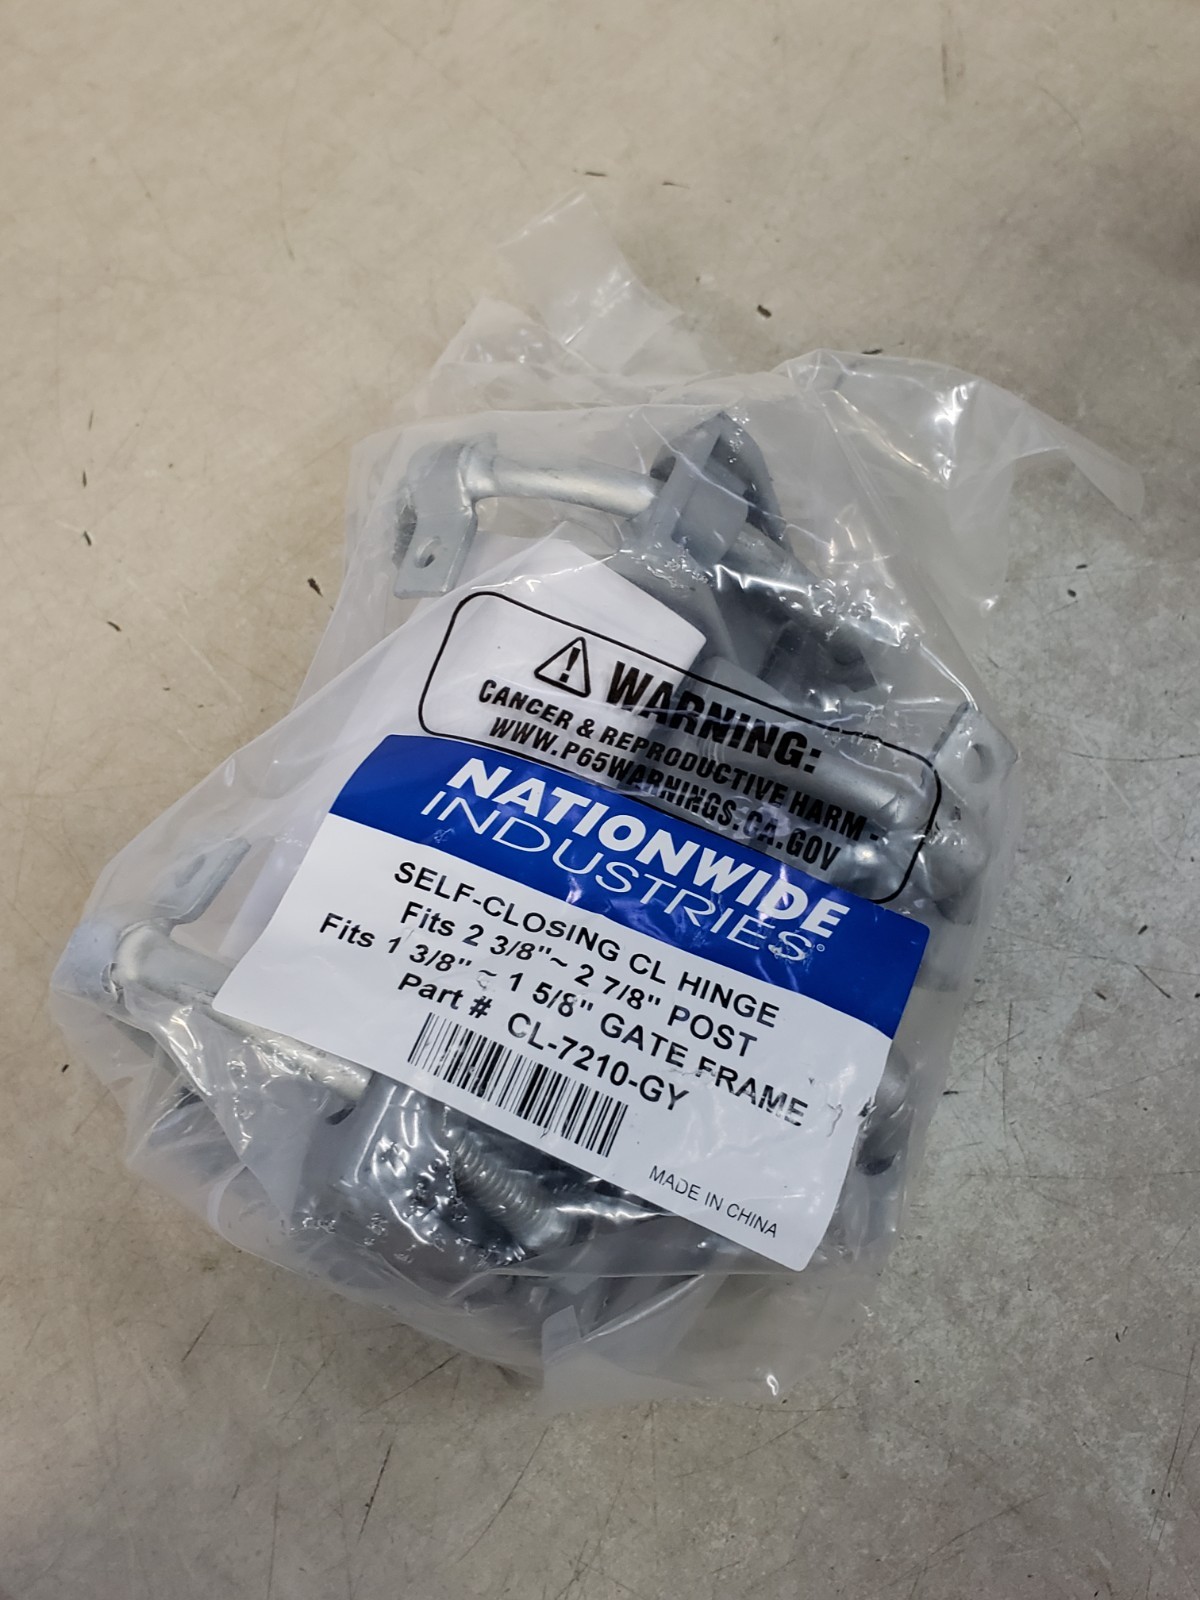 WARNING:
CANCER & REPRODUCTIVE HARM -
WWW.P65WARNINGS.CA.GOV
NATIONWIDE
INDUSTRIES®
SELF-CLOSING CL HINGE
Fits 2 3/8"~ 2 7/8" POST
Fits 1 3/8" ~ 1 5/8" GATE FRAME
Part # CL-7210-GY
MADE IN CHINA